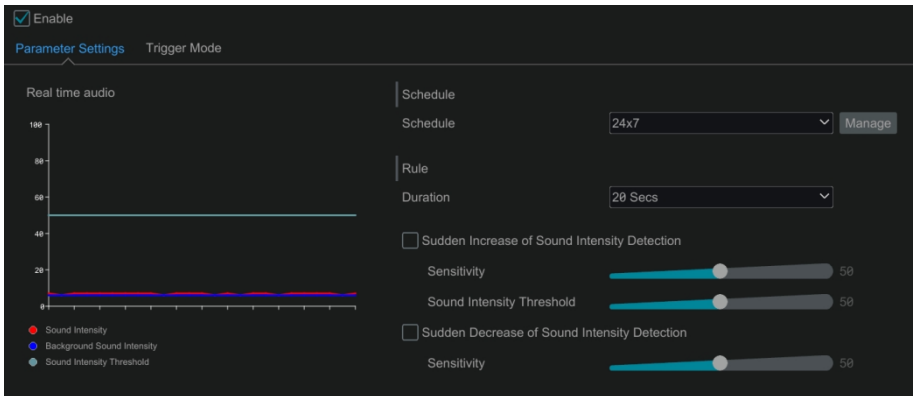 Enable
Parameter Settings
Trigger Mode
Real time audio
100
80
60
40
20
0
Sound Intensity
Background Sound Intensity
Sound Intensity Threshold
Schedule
Schedule
24x7
Manage
Rule
Duration
20 Secs
Sudden Increase of Sound Intensity Detection
Sensitivity
50
Sound Intensity Threshold
50
Sudden Decrease of Sound Intensity Detection
Sensitivity
50